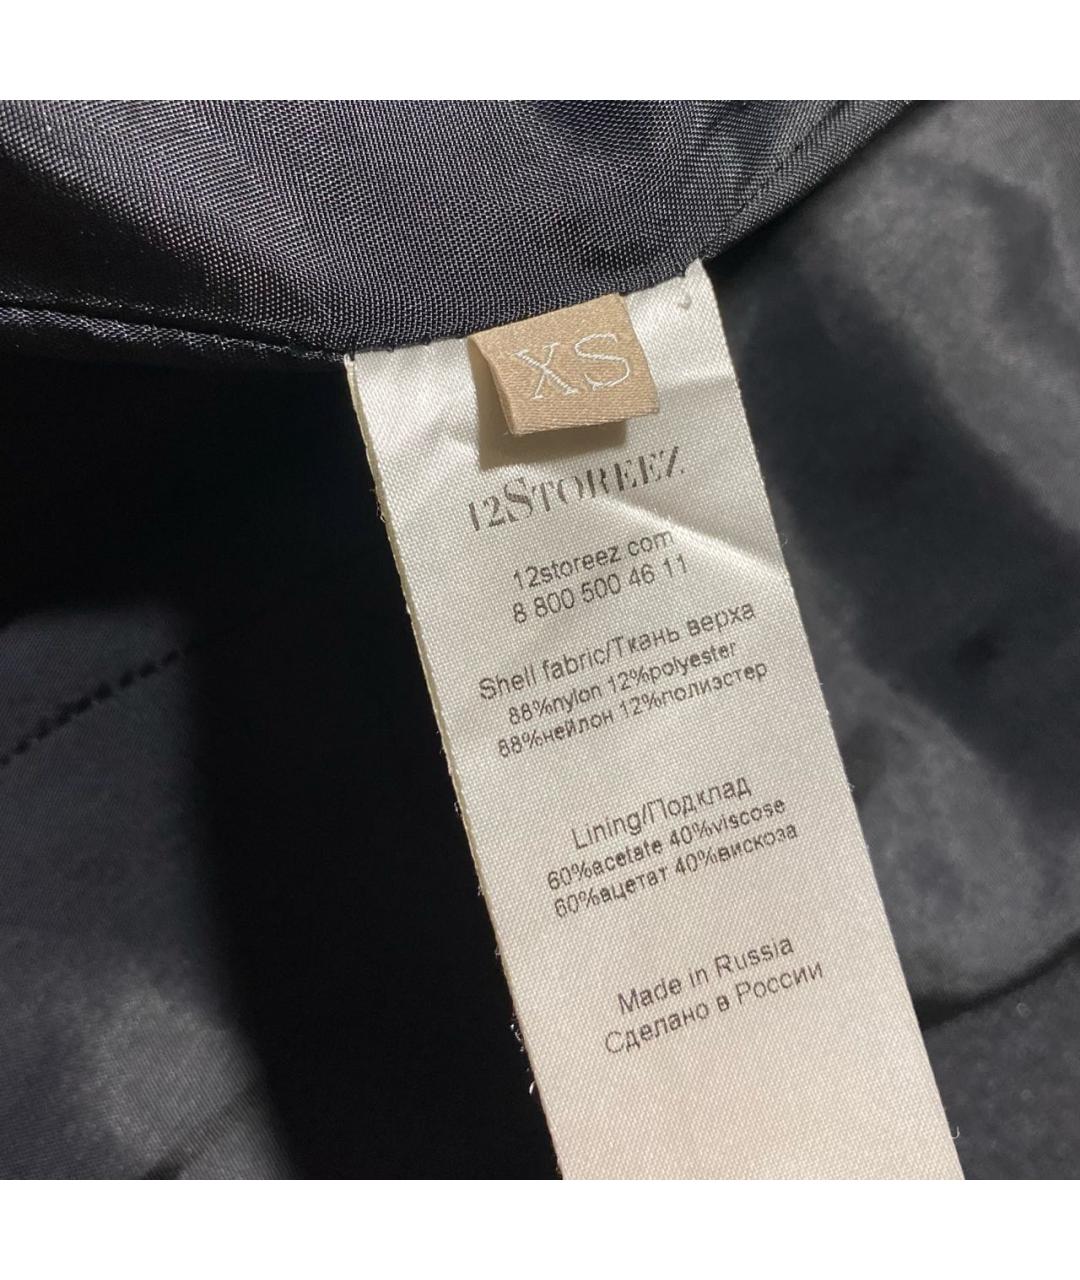 XS
12STOREEZ
12storeez com
8 800 500 46 11
Shell fabric/Ткань верха
88%nylon 12%polyester
88%нейлон 12%полиэстер
Lining/Подклад
60%acetate 40%viscose
60%ацетат 40%вискоза
Made in Russia
Сделано в России